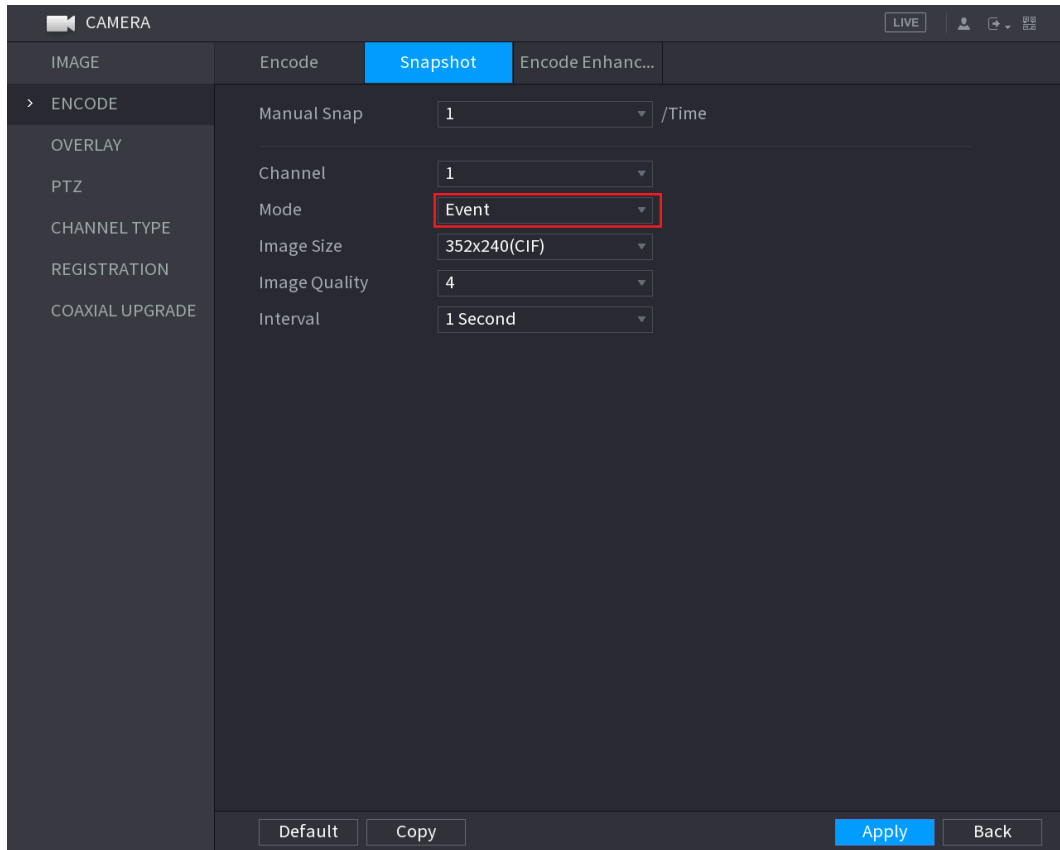 CAMERA
LIVE
IMAGE
ENCODE
OVERLAY
PTZ
CHANNEL TYPE
REGISTRATION
COAXIAL UPGRADE
Encode Snapshot Encode Enhanc...
Manual Snap 1 /Time
Channel 1
Mode Event
Image Size 352x240(CIF)
Image Quality 4
Interval 1 Second
Default Copy Apply Back